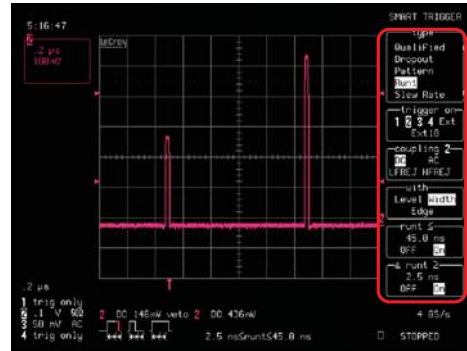 5:16:47
SMART TRIGGER
2
.2 µs
100mV
LeCroy
type
Qualified
Dropout
Pattern
Runt
Slew Rate
trigger on
1 2 3 4 Ext
Ext10
coupling 2
DC AC
LFREJ HFREJ
with
Level Width
Edge
runt ≤
45.0 ns
OFF On
& runt ≥
2.5 ns
OFF On
.2 µs
1 trig only
2 .1 V 50Ω
3 50 mV AC
4 trig only
2 DC 146mV veto 2 DC 436mV
2.5 ns≤runt≤45.0 ns
4 GS/s
STOPPED